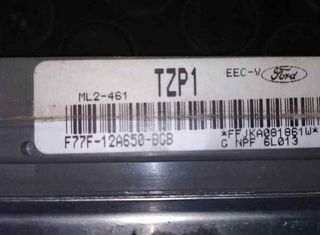 ML2-461 TZP1 EEC-V Ford
F77F-12A650-BGB *FFJKA081861W*
G NPF 6L013